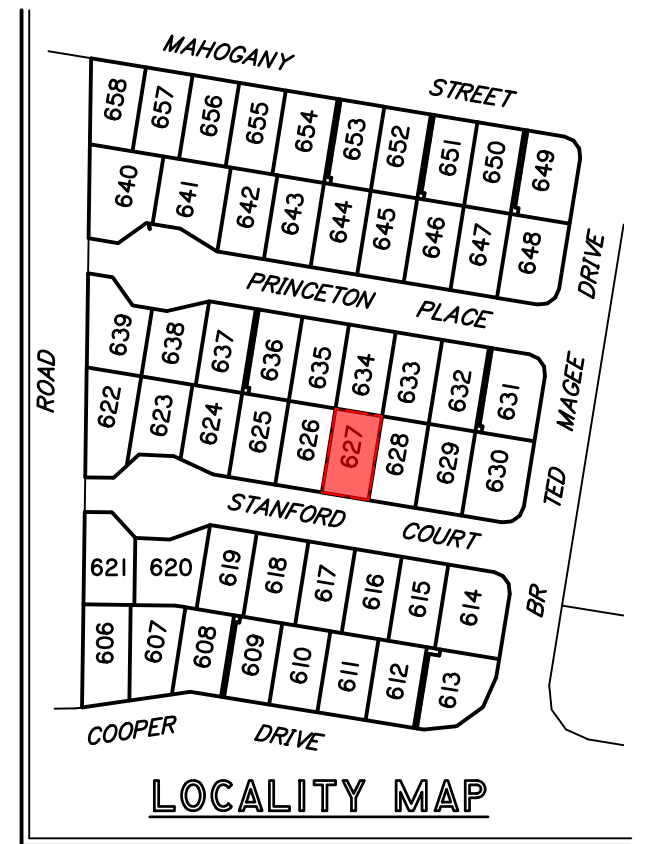 MAHOGANY STREET
658 657 656 655 654 653 652 651 650 649
640 641 642 643 644 645 646 647 648
DRIVE
PRINCETON PLACE
639 638 637 636 635 634 633 632 631
ROAD
MAGEE
622 623 624 625 626 627 628 629 630
TED
STANFORD COURT
621 620 619 618 617 616 615 614
BR
606 607 608 609 610 611 612 613
COOPER DRIVE
LOCALITY MAP